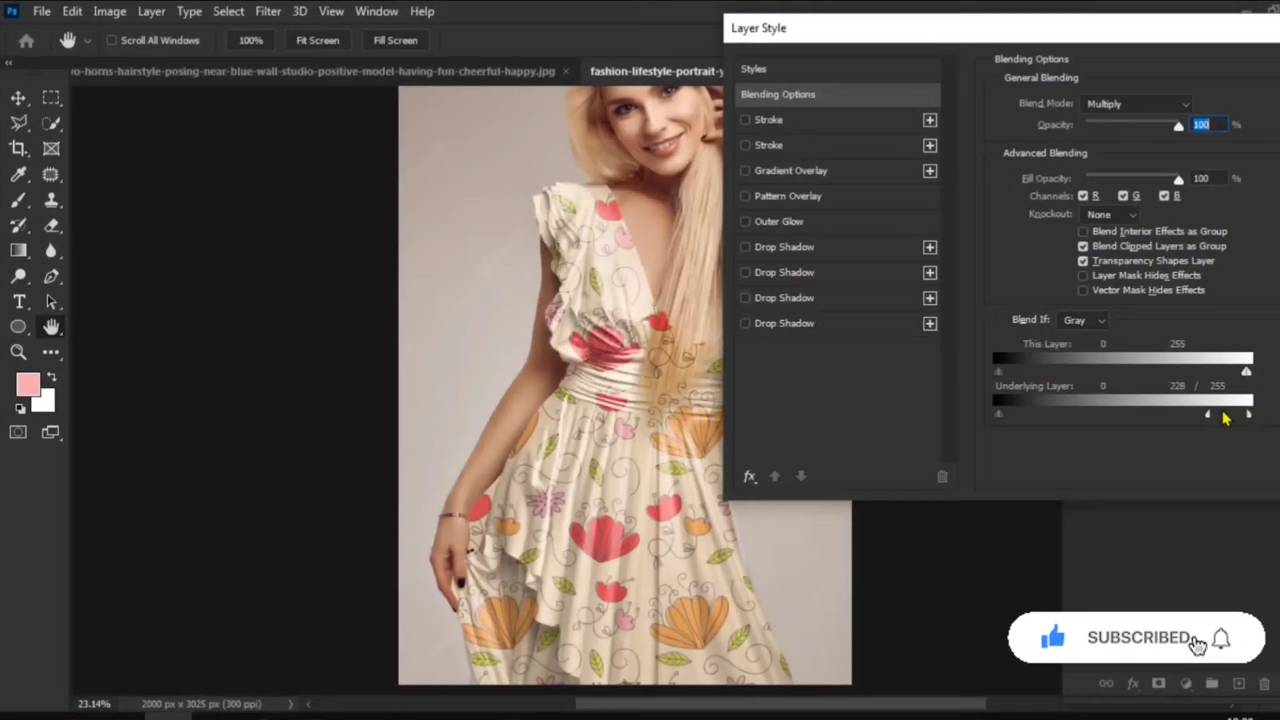 Ps File Edit Image Layer Type Select Filter 3D View Window Help
Layer Style
Scroll All Windows 100% Fit Screen Fill Screen
o-horns-hairstyle-posing-near-blue-wall-studio-positive-model-having-fun-cheerful-happy.jpg × fashion-lifestyle-portrait-y
Styles
Blending Options
Stroke
Stroke
Gradient Overlay
Pattern Overlay
Outer Glow
Drop Shadow
Drop Shadow
Drop Shadow
Drop Shadow
fx
Blending Options
General Blending
Blend Mode: Multiply
Opacity: 100 %
Advanced Blending
Fill Opacity: 100 %
Channels: R G B
Knockout: None
Blend Interior Effects as Group
Blend Clipped Layers as Group
Transparency Shapes Layer
Layer Mask Hides Effects
Vector Mask Hides Effects
Blend If: Gray
This Layer: 0 255
Underlying Layer: 0 228 / 255
SUBSCRIBED
fx
23.14% 2000 px x 3025 px (300 ppi)